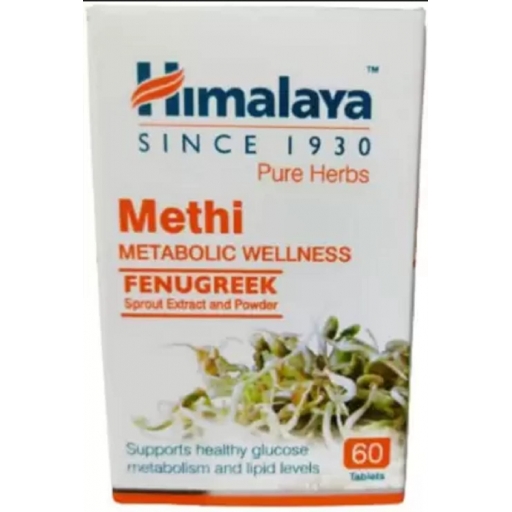 Himalaya™
SINCE 1930
Pure Herbs
Methi
METABOLIC WELLNESS
FENUGREEK
Sprout Extract and Powder
Supports healthy glucose
metabolism and lipid levels
60
Tablets